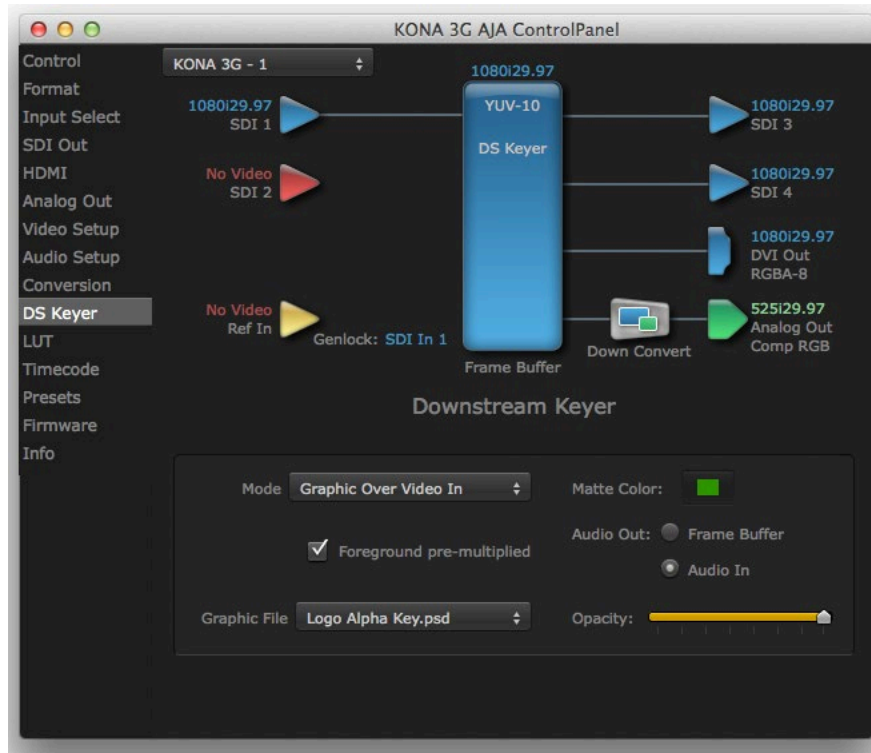 KONA 3G AJA ControlPanel
Control
Format
Input Select
SDI Out
HDMI
Analog Out
Video Setup
Audio Setup
Conversion
DS Keyer
LUT
Timecode
Presets
Firmware
Info
KONA 3G - 1
1080i29.97
1080i29.97
SDI 1
YUV-10
DS Keyer
1080i29.97
SDI 3
No Video
SDI 2
1080i29.97
SDI 4
1080i29.97
DVI Out
RGBA-8
No Video
Ref In
Genlock: SDI In 1
Frame Buffer
Down Convert
525i29.97
Analog Out
Comp RGB
Downstream Keyer
Mode Graphic Over Video In
Matte Color:
Foreground pre-multiplied
Audio Out: Frame Buffer
Audio In
Graphic File Logo Alpha Key.psd
Opacity: